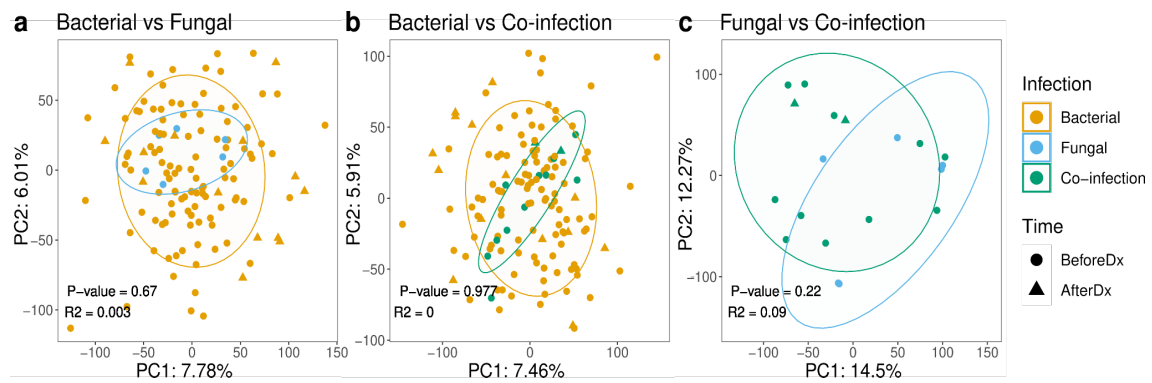 a Bacterial vs Fungal
b Bacterial vs Co-infection
c Fungal vs Co-infection
PC2: 6.01%
50
0
−50
−100
P-value = 0.67
R2 = 0.003
−100 −50 0 50 100 150
PC1: 7.78%
PC2: 5.91%
100
50
0
−50
−100
P-value = 0.977
R2 = 0
−100 0 100
PC1: 7.46%
PC2: 12.27%
100
0
−100
P-value = 0.22
R2 = 0.09
−100 −50 0 50 100 150
PC1: 14.5%
Infection
Bacterial
Fungal
Co−infection
Time
BeforeDx
AfterDx